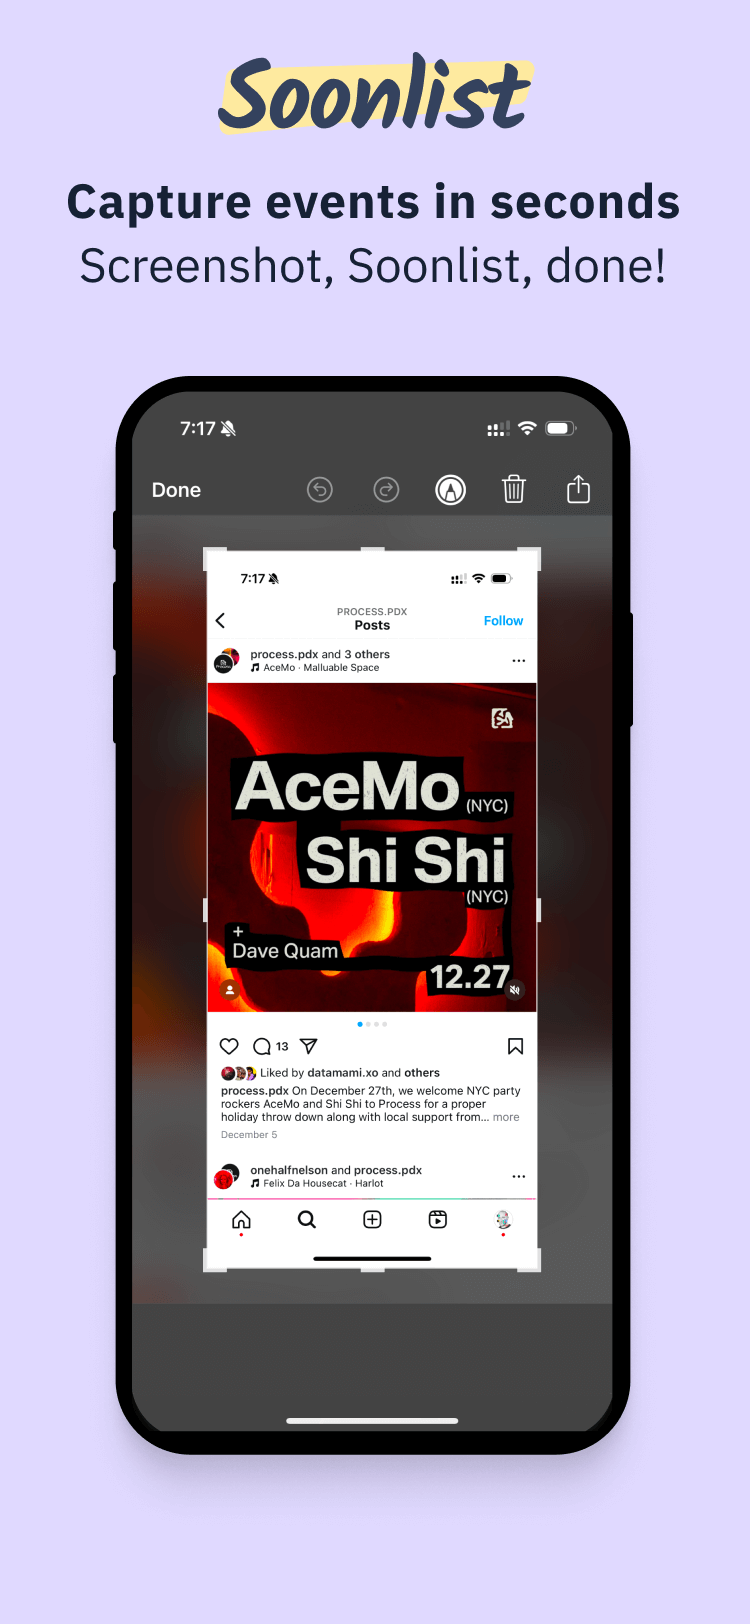 Soonlist
Capture events in seconds
Screenshot, Soonlist, done!
7:17
Done
7:17
PROCESS.PDX
Posts
Follow
process.pdx and 3 others
AceMo · Malluable Space
AceMo (NYC)
Shi Shi
(NYC)
+
Dave Quam
12.27
13
Liked by datamami.xo and others
process.pdx On December 27th, we welcome NYC party
rockers AceMo and Shi Shi to Process for a proper
holiday throw down along with local support from... more
December 5
onehalfnelson and process.pdx
Felix Da Housecat · Harlot